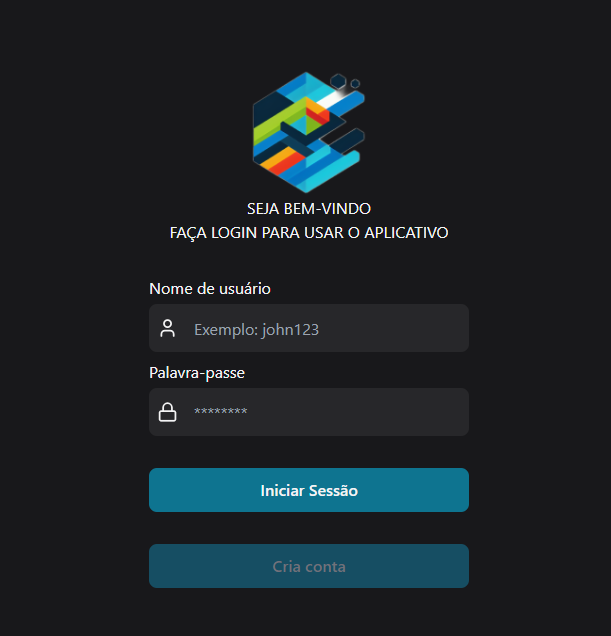 SEJA BEM-VINDO
FAÇA LOGIN PARA USAR O APLICATIVO
Nome de usuário
Exemplo: john123
Palavra-passe
********
Iniciar Sessão
Cria conta